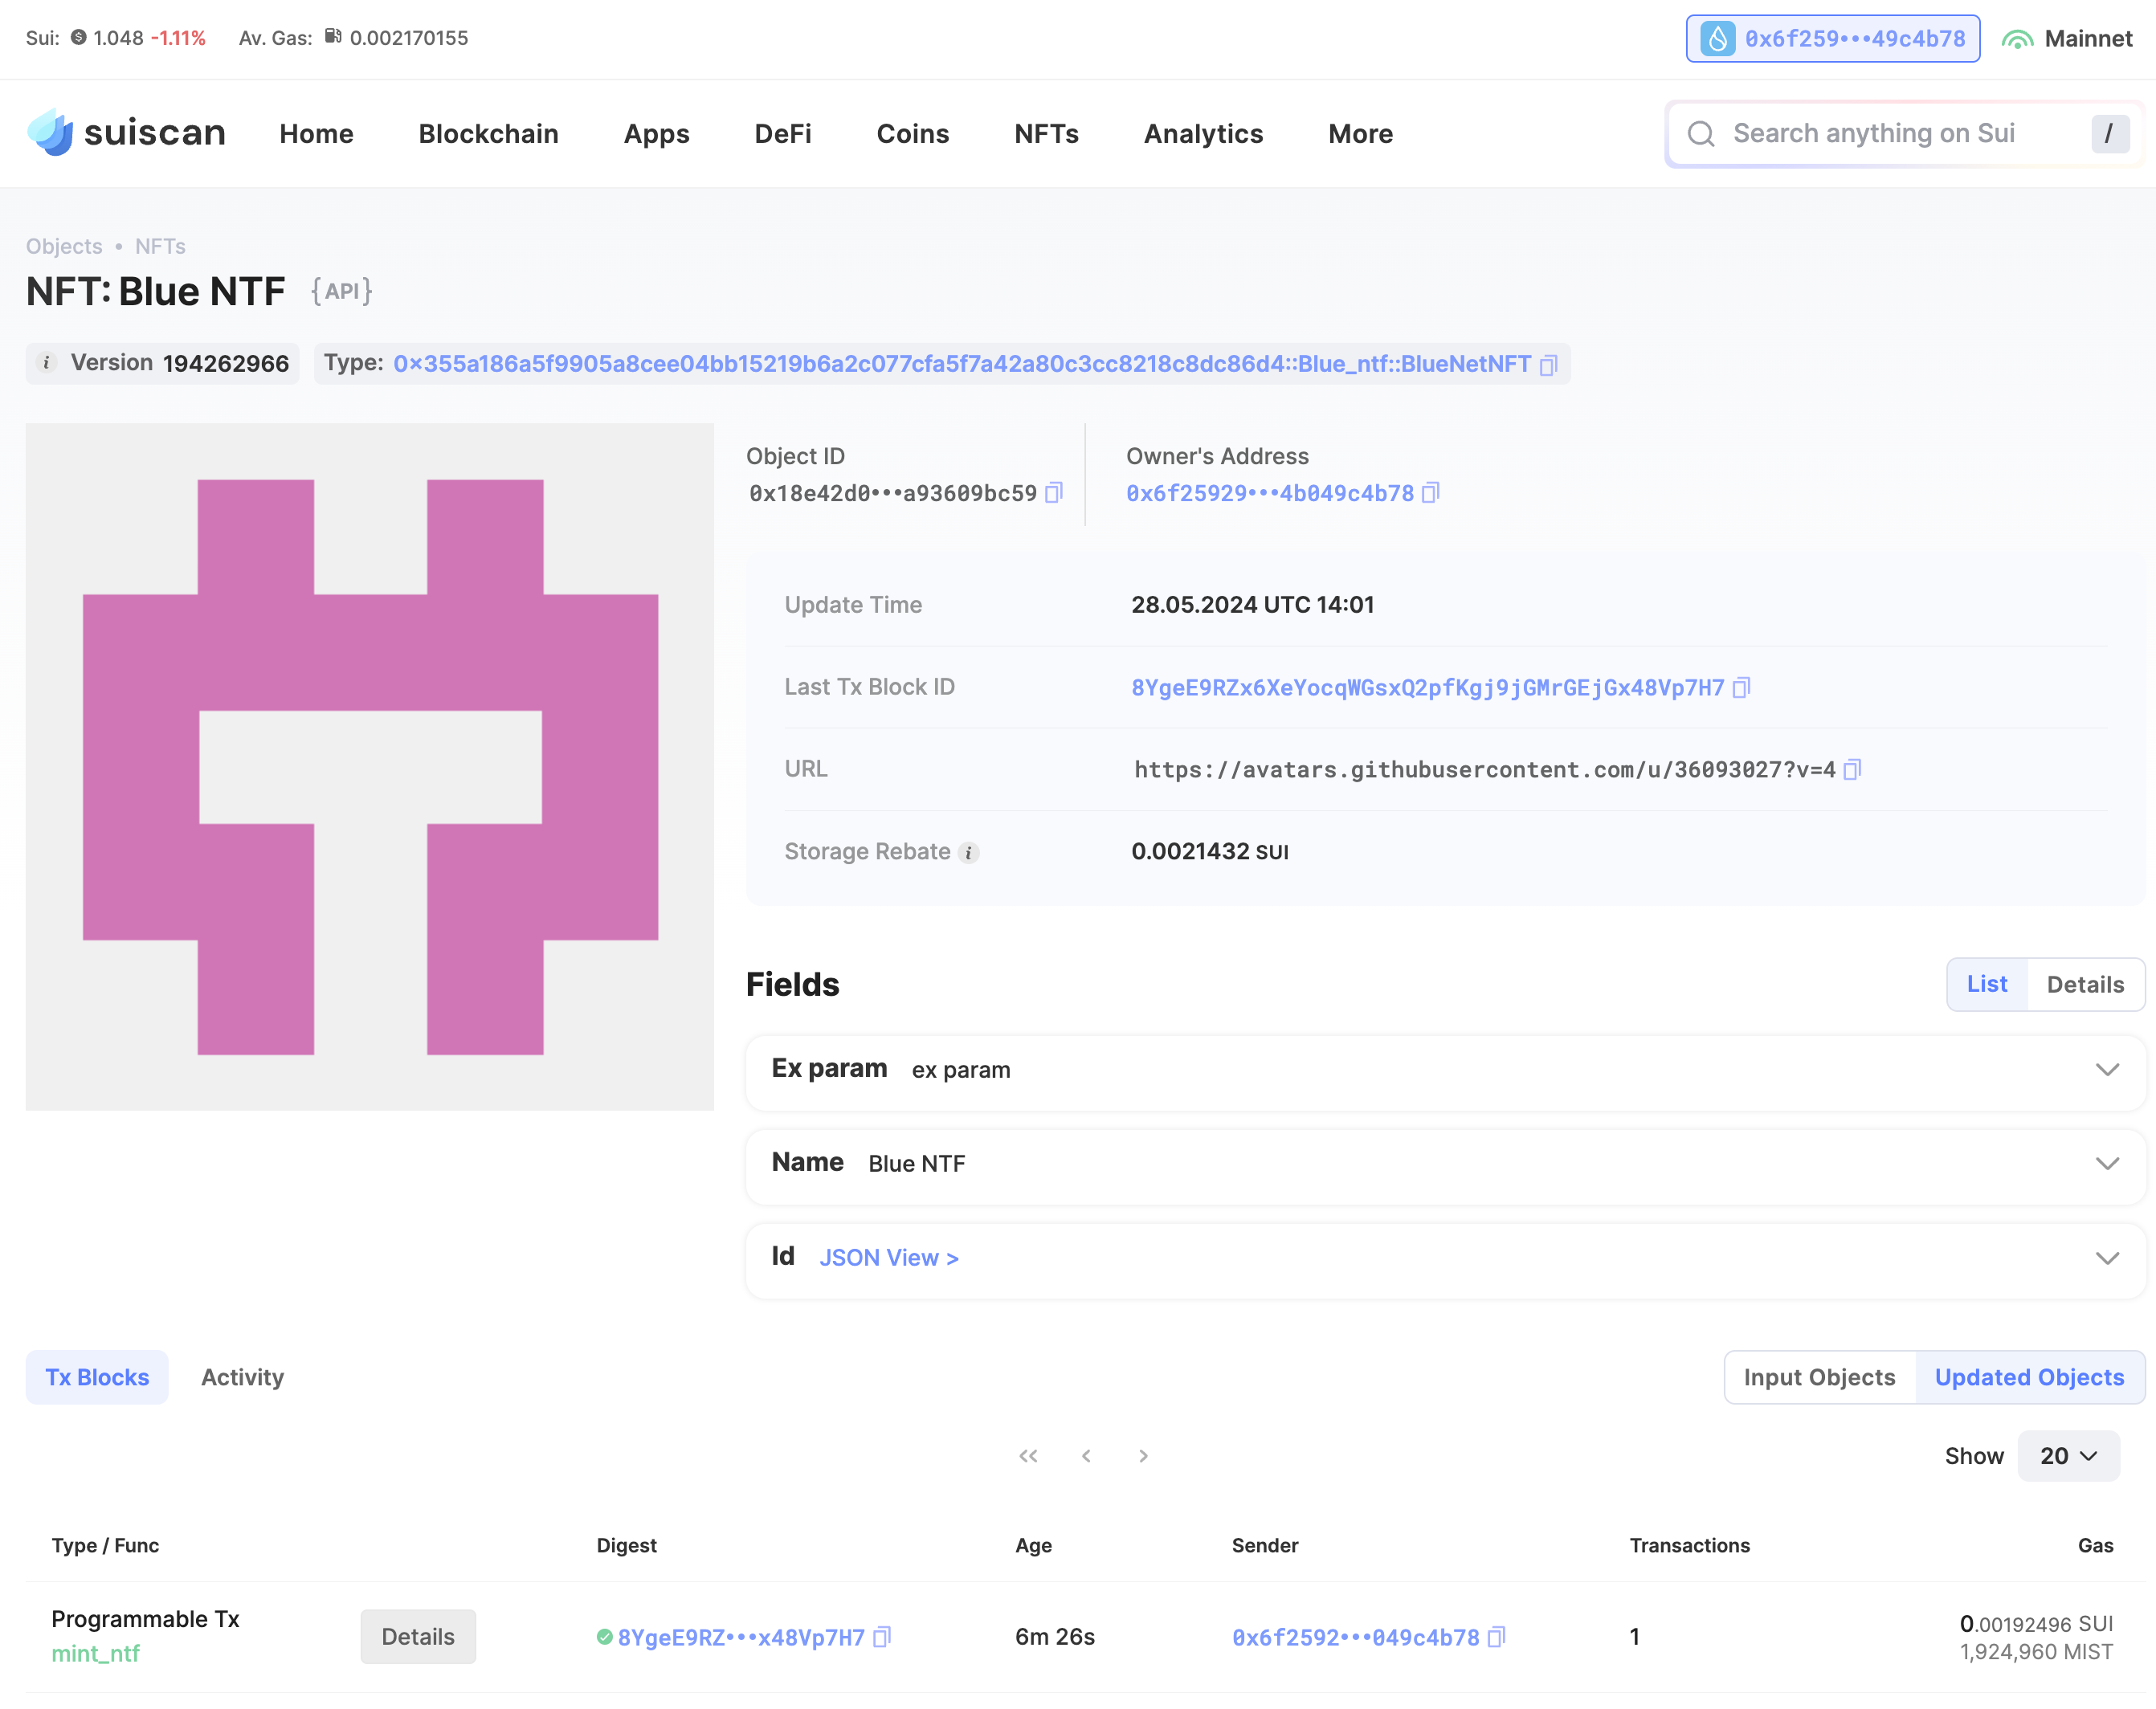 Sui: 1.048 -1.11% Av. Gas: 0.002170155 0x6f259•••49c4b78 Mainnet
suiscan Home Blockchain Apps DeFi Coins NFTs Analytics More Search anything on Sui /
Objects • NFTs
NFT: Blue NTF {API}
i Version 194262966 Type: 0x355a186a5f9905a8cee04bb15219b6a2c077cfa5f7a42a80c3cc8218c8dc86d4::Blue_ntf::BlueNetNFT
Object ID Owner's Address
0x18e42d0•••a93609bc59 0x6f25929•••4b049c4b78
Update Time 28.05.2024 UTC 14:01
Last Tx Block ID 8YgeE9RZx6XeYocqWGsxQ2pfKgj9jGMrGEjGx48Vp7H7
URL https://avatars.githubusercontent.com/u/36093027?v=4
Storage Rebate i 0.0021432 SUI
Fields List Details
Ex param ex param
Name Blue NTF
Id JSON View >
Tx Blocks Activity Input Objects Updated Objects
Show 20
Type / Func Digest Age Sender Transactions Gas
Programmable Tx Details 8YgeE9RZ•••x48Vp7H7 6m 26s 0x6f2592•••049c4b78 1 0.00192496 SUI
mint_ntf 1,924,960 MIST